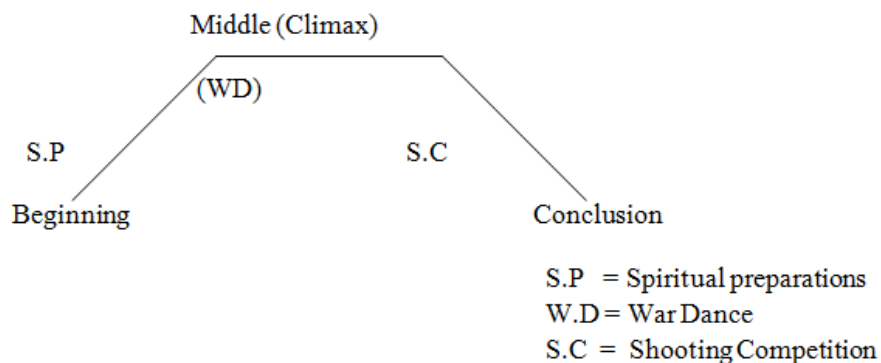 Middle (Climax)
(WD)
S.P
S.C
Beginning
Conclusion
S.P = Spiritual preparations
W.D = War Dance
S.C = Shooting Competition